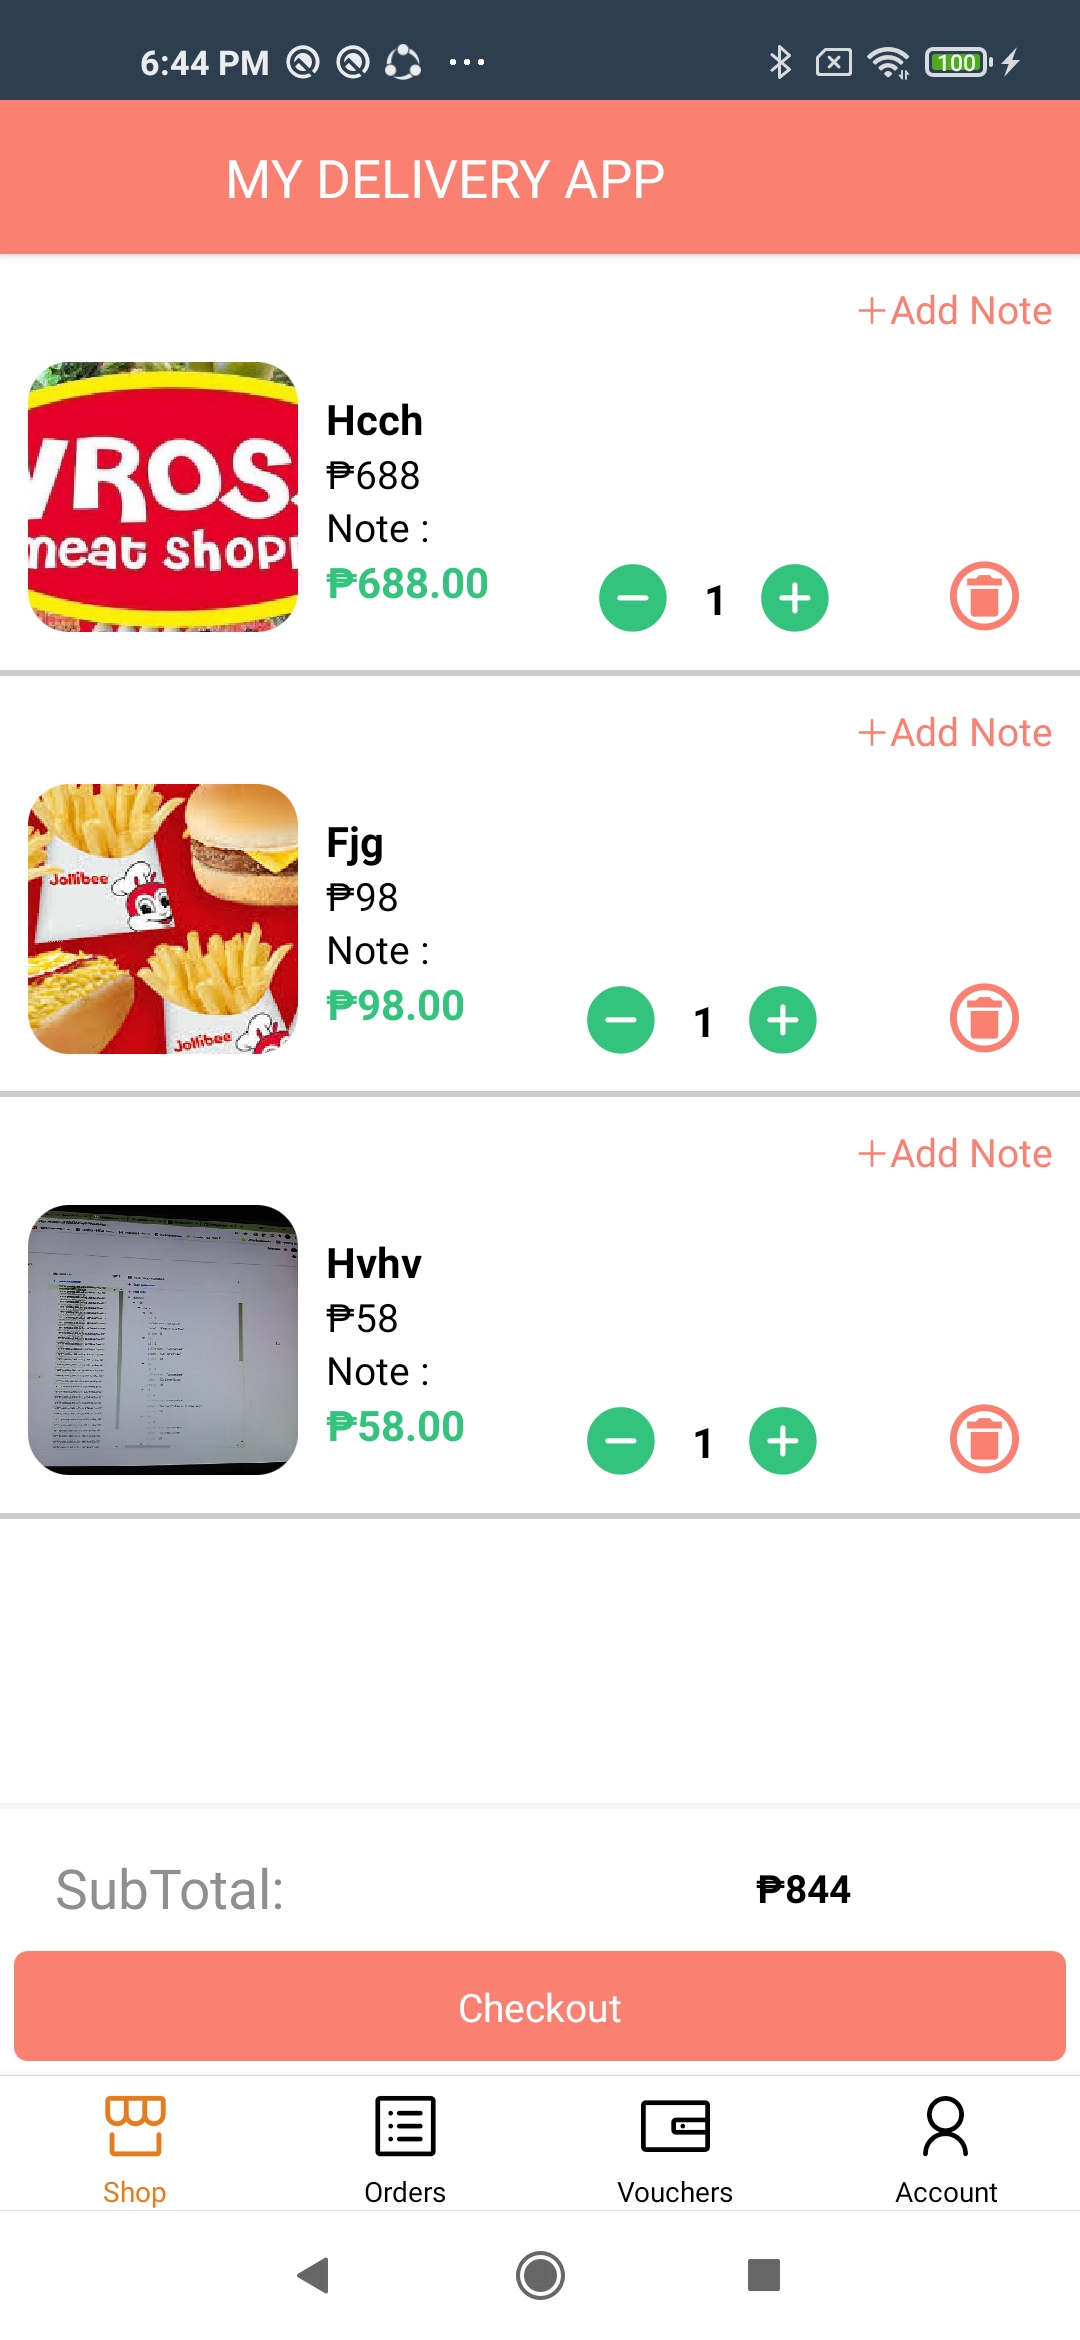 6:44 PM
100
MY DELIVERY APP
+Add Note
VROS
meat shop
Hcch
₱688
Note :
₱688.00
1
+Add Note
Jollibee
Jollibee
Fjg
₱98
Note :
₱98.00
1
+Add Note
Hvhv
₱58
Note :
₱58.00
1
SubTotal:
₱844
Checkout
Shop
Orders
Vouchers
Account